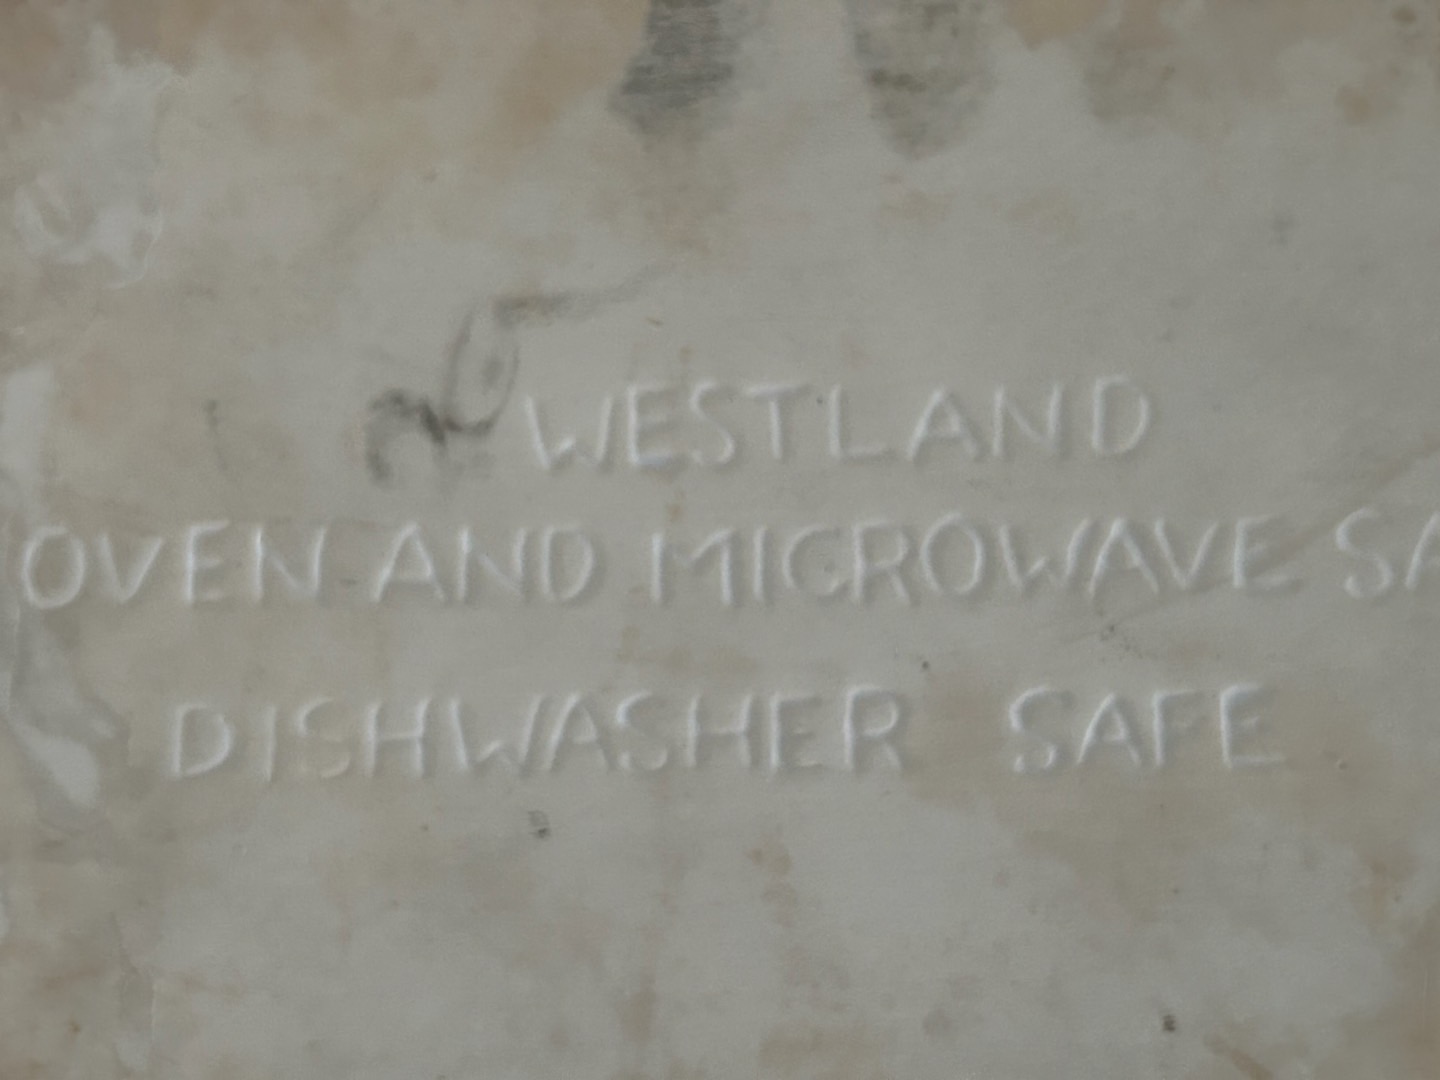 WESTLAND
OVEN AND MICROWAVE SA
DISHWASHER SAFE